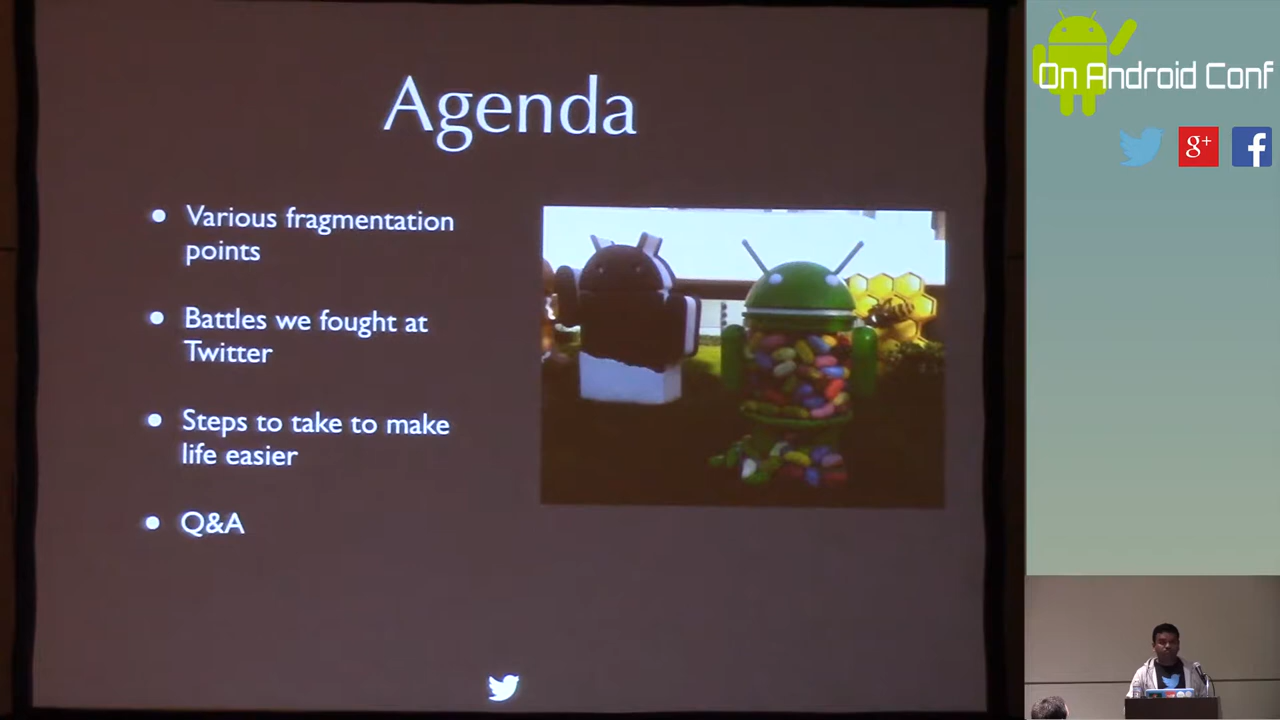 Agenda
On Android Conf
g+
f
• Various fragmentation
points
• Battles we fought at
Twitter
• Steps to take to make
life easier
• Q&A